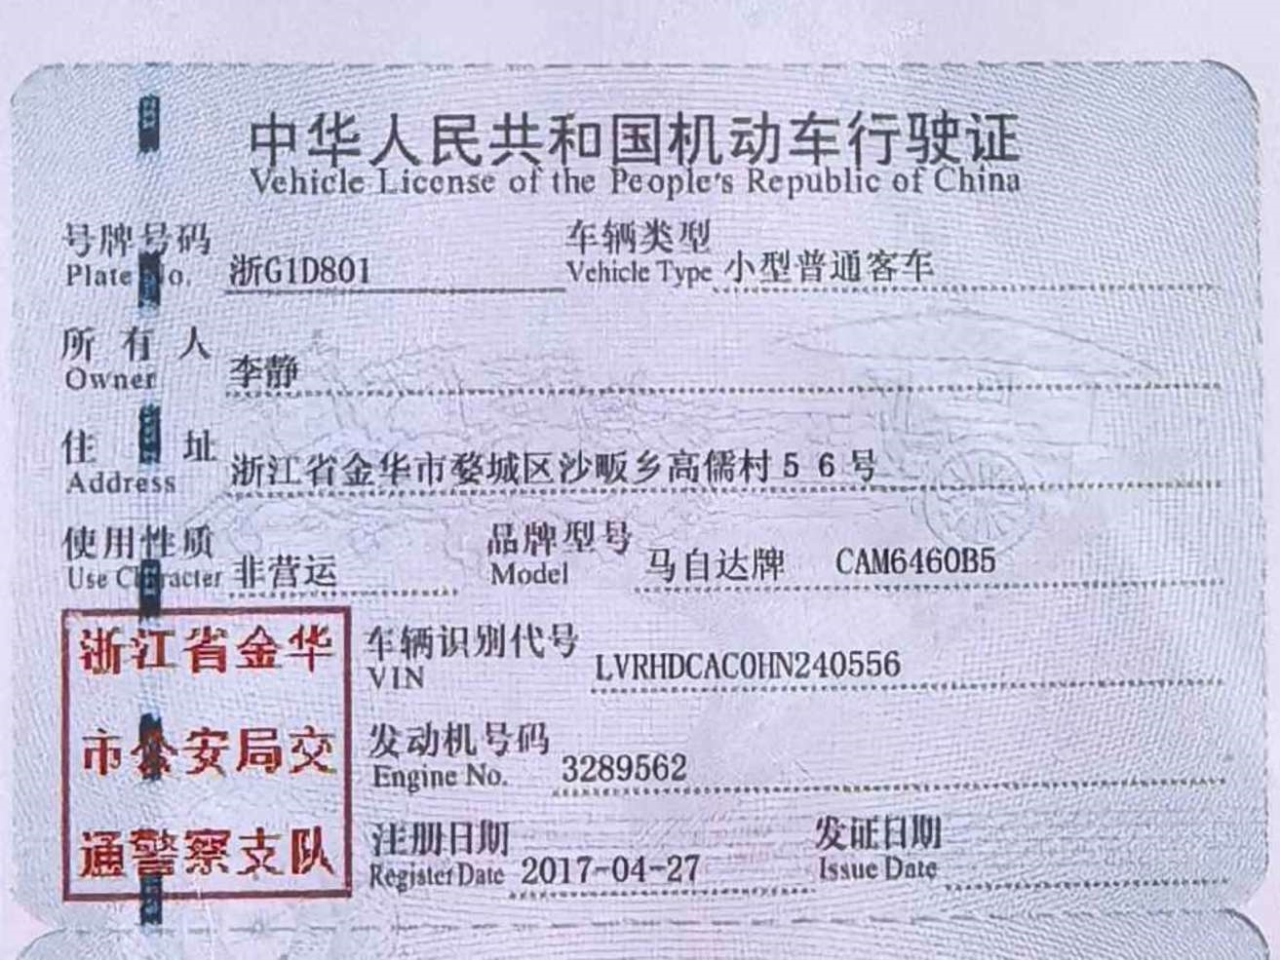 中华人民共和国机动车行驶证
Vehicle License of the People's Republic of China
号牌号码 浙G1D801 车辆类型 小型普通客车
Plate No. Vehicle Type
所有人 李静
Owner
住址 浙江省金华市婺城区沙畈乡高儒村56号
Address
使用性质 非营运 品牌型号 马自达牌 CAM6460B5
Use Character Model
浙江省金华
市公安局交
通警察支队
车辆识别代号 LVRHDCAC0HN240556
VIN
发动机号码 3289562
Engine No.
注册日期 2017-04-27 发证日期
Register Date Issue Date